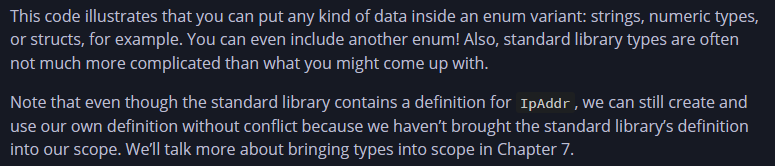 This code illustrates that you can put any kind of data inside an enum variant: strings, numeric types,
or structs, for example. You can even include another enum! Also, standard library types are often
not much more complicated than what you might come up with.
Note that even though the standard library contains a definition for IpAddr, we can still create and
use our own definition without conflict because we haven’t brought the standard library’s definition
into our scope. We’ll talk more about bringing types into scope in Chapter 7.